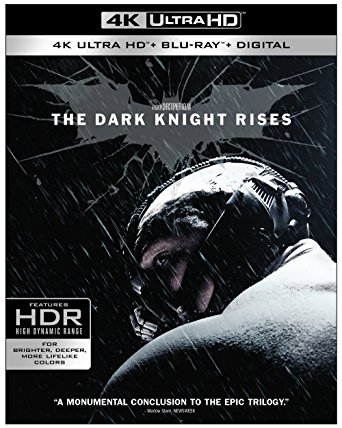 4K ULTRA HD
4K ULTRA HD + BLU-RAY + DIGITAL
THE DARK KNIGHT RISES
FEATURES
HDR
HIGH DYNAMIC RANGE
FOR
BRIGHTER, DEEPER,
MORE LIFELIKE
COLORS
"A MONUMENTAL CONCLUSION TO THE EPIC TRILOGY."